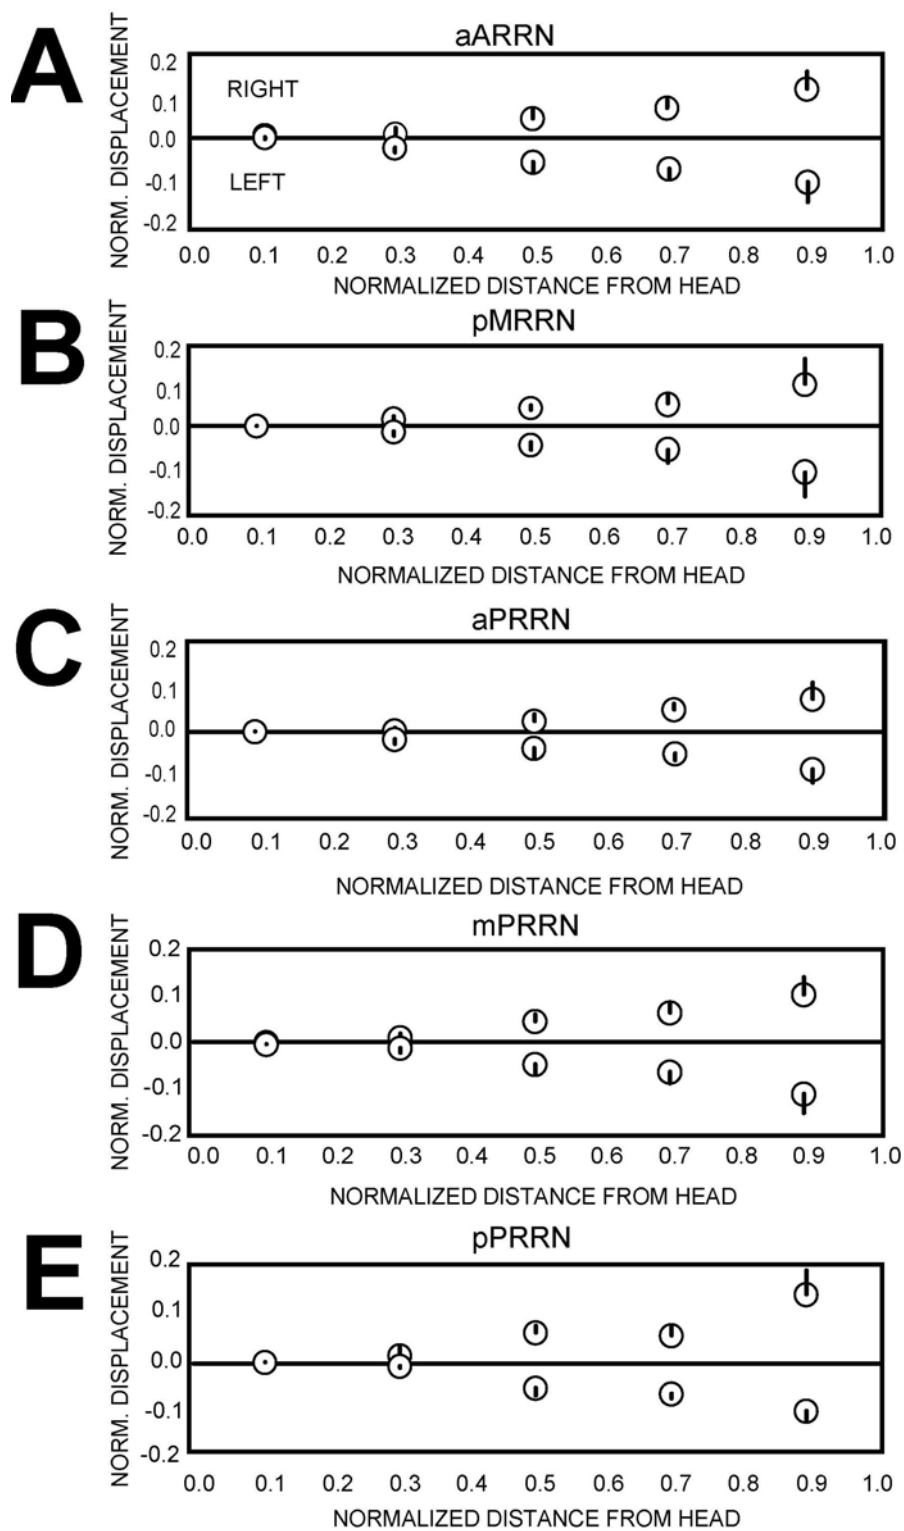 A
aARRN
NORM. DISPLACEMENT
0.2
0.1
0.0
-0.1
-0.2
RIGHT
LEFT
0.0 0.1 0.2 0.3 0.4 0.5 0.6 0.7 0.8 0.9 1.0
NORMALIZED DISTANCE FROM HEAD
B
pMRRN
NORM. DISPLACEMENT
0.2
0.1
0.0
-0.1
-0.2
0.0 0.1 0.2 0.3 0.4 0.5 0.6 0.7 0.8 0.9 1.0
NORMALIZED DISTANCE FROM HEAD
C
aPRRN
NORM. DISPLACEMENT
0.2
0.1
0.0
-0.1
-0.2
0.0 0.1 0.2 0.3 0.4 0.5 0.6 0.7 0.8 0.9 1.0
NORMALIZED DISTANCE FROM HEAD
D
mPRRN
NORM. DISPLACEMENT
0.2
0.1
0.0
-0.1
-0.2
0.0 0.1 0.2 0.3 0.4 0.5 0.6 0.7 0.8 0.9 1.0
NORMALIZED DISTANCE FROM HEAD
E
pPRRN
NORM. DISPLACEMENT
0.2
0.1
0.0
-0.1
-0.2
0.0 0.1 0.2 0.3 0.4 0.5 0.6 0.7 0.8 0.9 1.0
NORMALIZED DISTANCE FROM HEAD